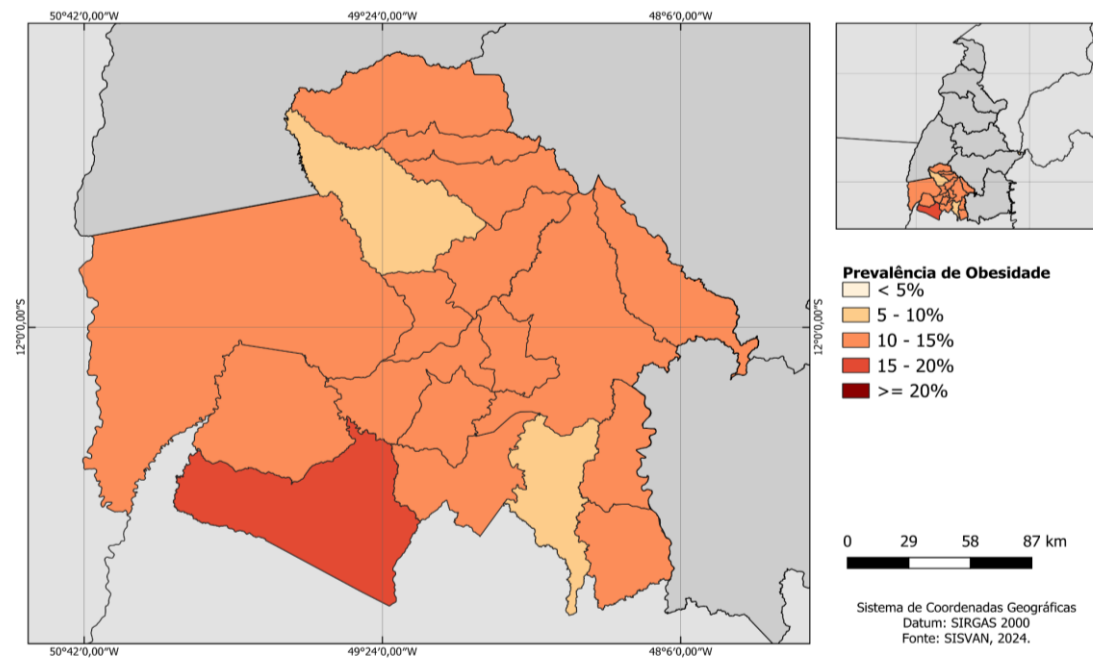 50°42'0,00"W 49°24'0,00"W 48°6'0,00"W
12°0'0,00"S 12°0'0,00"S
Prevalência de Obesidade
< 5%
5 - 10%
10 - 15%
15 - 20%
>= 20%
0 29 58 87 km
Sistema de Coordenadas Geográficas
Datum: SIRGAS 2000
Fonte: SISVAN, 2024.
50°42'0,00"W 49°24'0,00"W 48°6'0,00"W